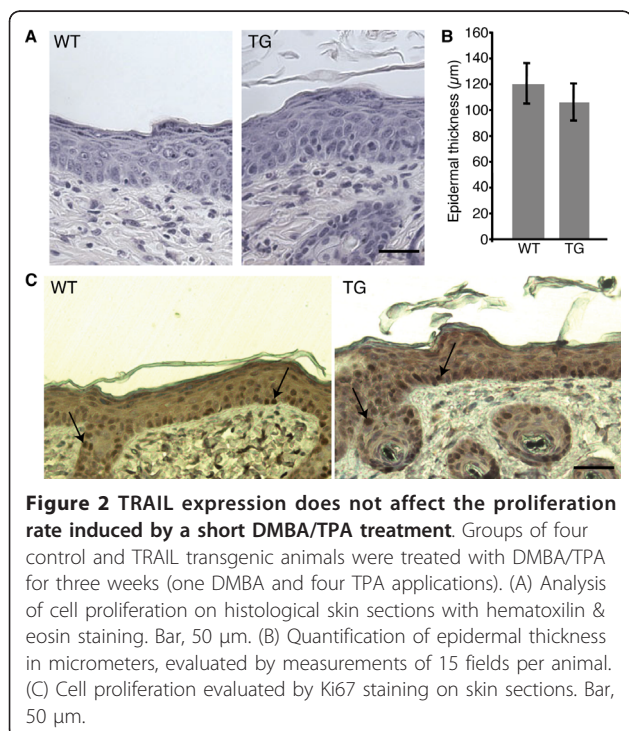 A
WT
TG
B
Epidermal thickness (µm)
160
140
120
100
80
60
40
20
0
WT
TG
C
WT
TG
Figure 2 TRAIL expression does not affect the proliferation
rate induced by a short DMBA/TPA treatment. Groups of four
control and TRAIL transgenic animals were treated with DMBA/TPA
for three weeks (one DMBA and four TPA applications). (A) Analysis
of cell proliferation on histological skin sections with hematoxilin &
eosin staining. Bar, 50 µm. (B) Quantification of epidermal thickness
in micrometers, evaluated by measurements of 15 fields per animal.
(C) Cell proliferation evaluated by Ki67 staining on skin sections. Bar,
50 µm.